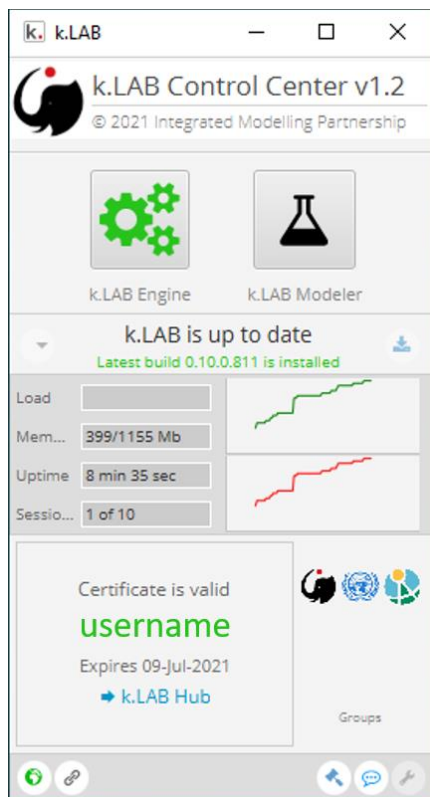 k. k.LAB
k.LAB Control Center v1.2
© 2021 Integrated Modelling Partnership
k.LAB Engine k.LAB Modeler
k.LAB is up to date
Latest build 0.10.0.811 is installed
Load
Mem... 399/1155 Mb
Uptime 8 min 35 sec
Sessio... 1 of 10
Certificate is valid
username
Expires 09-Jul-2021
k.LAB Hub
Groups